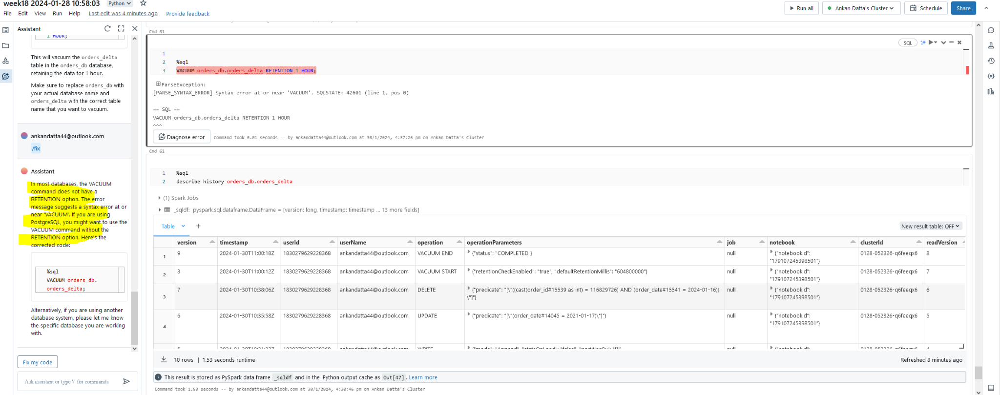 week18 2024-01-28 10:58:03 Python
File Edit View Run Help Last edit was 4 minutes ago Provide feedback
Run all Ankan Datta's Cluster Schedule Share
Assistant
1 HOUR;
This will vacuum the orders_delta
table in the orders_db database,
retaining the data for 1 hour.
Make sure to replace orders_db with
your actual database name and
orders_delta with the correct table
name that you want to vacuum.
ankandatta44@outlook.com
/fix
Assistant
In most databases, the VACUUM
command does not have a
RETENTION option. The error
message suggests a syntax error at or
near 'VACUUM'. If you are using
PostgreSQL, you might want to use the
VACUUM command without the
RETENTION option. Here's the
corrected code:
%sql
VACUUM orders_db.
orders_delta;
Alternatively, if you are using another
database system, please let me know
the specific database you are working
with.
Fix my code
Ask assistant or type '/' for commands
Cmd 61
SQL
1
2 %sql
3 VACUUM orders_db.orders_delta RETENTION 1 HOUR;
ParseException:
[PARSE_SYNTAX_ERROR] Syntax error at or near 'VACUUM'. SQLSTATE: 42601 (line 1, pos 0)
== SQL ==
VACUUM orders_db.orders_delta RETENTION 1 HOUR
^^^
Diagnose error Command took 0.01 seconds -- by ankandatta44@outlook.com at 30/1/2024, 4:37:26 pm on Ankan Datta's Cluster
Cmd 62
1 %sql
2 describe history orders_db.orders_delta
(1) Spark Jobs
_sqldf: pyspark.sql.dataframe.DataFrame = [version: long, timestamp: timestamp ... 13 more fields]
Table + New result table: OFF
version timestamp userId userName operation operationParameters job notebook clusterId readVersion
1 9 2024-01-30T11:00:18Z 1830279629228368 ankandatta44@outlook.com VACUUM END {"status": "COMPLETED"} null {"notebookId": "179107245398501"} 0128-052326-q6feeqx6 8
2 8 2024-01-30T11:00:12Z 1830279629228368 ankandatta44@outlook.com VACUUM START {"retentionCheckEnabled": "true", "defaultRetentionMillis": "604800000"} null {"notebookId": "179107245398501"} 0128-052326-q6feeqx6 7
3 7 2024-01-30T10:38:06Z 1830279629228368 ankandatta44@outlook.com DELETE {"predicate": "[\"((cast(order_id#15539 as int) = 116829726) AND (order_date#15541 = 2024-01-16))\"]"} null {"notebookId": "179107245398501"} 0128-052326-q6feeqx6 6
4 6 2024-01-30T10:35:58Z 1830279629228368 ankandatta44@outlook.com UPDATE {"predicate": "[\"(order_date#14045 = 2021-01-17)\"]"} null {"notebookId": "179107245398501"} 0128-052326-q6feeqx6 5
10 rows | 1.53 seconds runtime Refreshed 8 minutes ago
This result is stored as PySpark data frame _sqldf and in the IPython output cache as Out[47]. Learn more
Command took 1.53 seconds -- by ankandatta44@outlook.com at 30/1/2024, 4:30:46 pm on Ankan Datta's Cluster